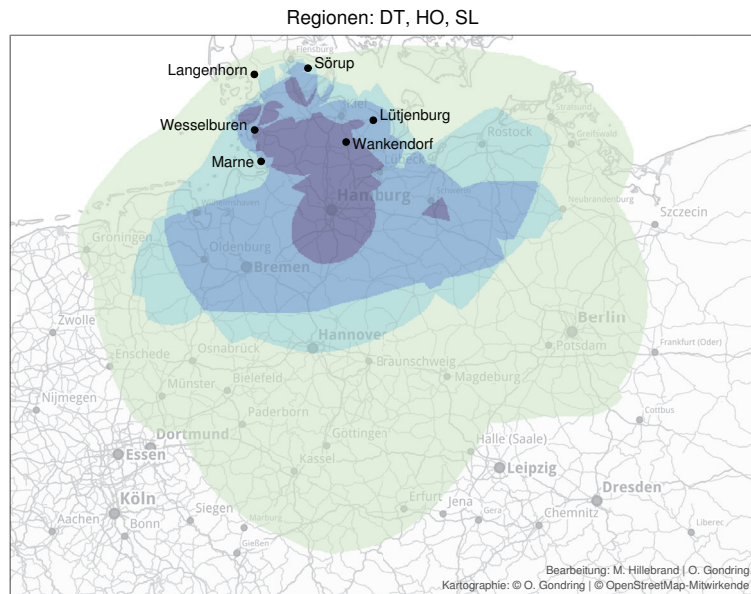 Regionen: DT, HO, SL
Flensburg
Langenhorn
Sörup
Kiel
Lütjenburg
Stralsund
Wesselburen
Rostock
Greifswald
Wankendorf
Marne
Lübeck
Hamburg
Schwerin
Wilhelmshaven
Neubrandenburg
Szczecin
Groningen
Oldenburg
Bremen
Zwolle
Berlin
Hannover
Frankfurt (Oder)
Potsdam
Enschede
Osnabrück
Braunschweig
Magdeburg
Münster
Bielefeld
Nijmegen
Paderborn
Cottbus
Dortmund
Göttingen
Halle (Saale)
Essen
Kassel
Leipzig
Dresden
Köln
Erfurt
Jena
Siegen
Marburg
Gera
Chemnitz
Aachen
Bonn
Liberec
Gießen
Bearbeitung: M. Hillebrand | O. Gondring
Kartographie: © O. Gondring | © OpenStreetMap-Mitwirkende